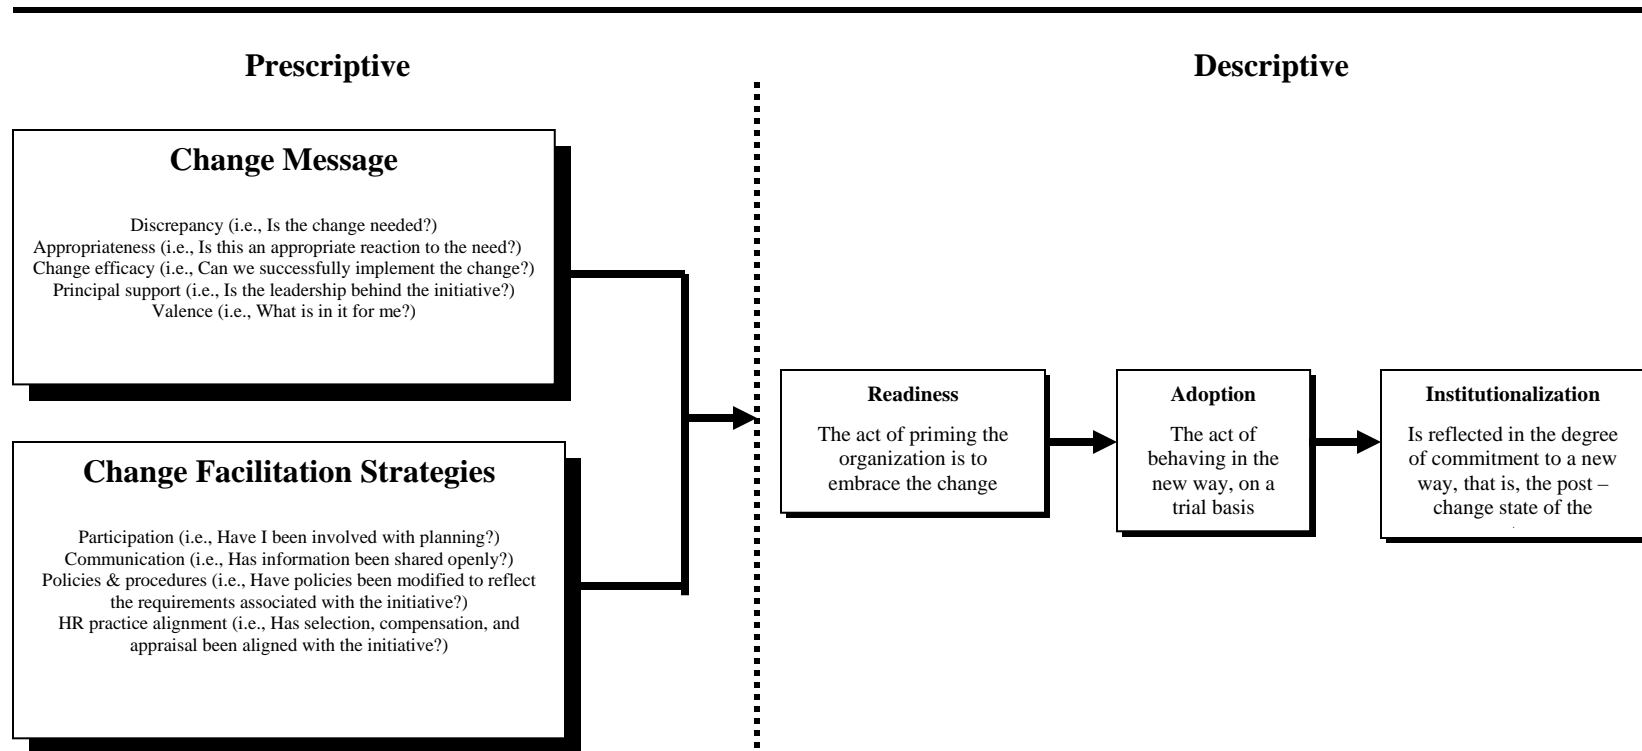 Prescriptive
Descriptive
Change Message
Discrepancy (i.e., Is the change needed?)
Appropriateness (i.e., Is this an appropriate reaction to the need?)
Change efficacy (i.e., Can we successfully implement the change?)
Principal support (i.e., Is the leadership behind the initiative?)
Valence (i.e., What is in it for me?)
Change Facilitation Strategies
Participation (i.e., Have I been involved with planning?)
Communication (i.e., Has information been shared openly?)
Policies & procedures (i.e., Have policies been modified to reflect
the requirements associated with the initiative?)
HR practice alignment (i.e., Has selection, compensation, and
appraisal been aligned with the initiative?)
Readiness
The act of priming the
organization is to
embrace the change
Adoption
The act of
behaving in the
new way, on a
trial basis
Institutionalization
Is reflected in the degree
of commitment to a new
way, that is, the post –
change state of the